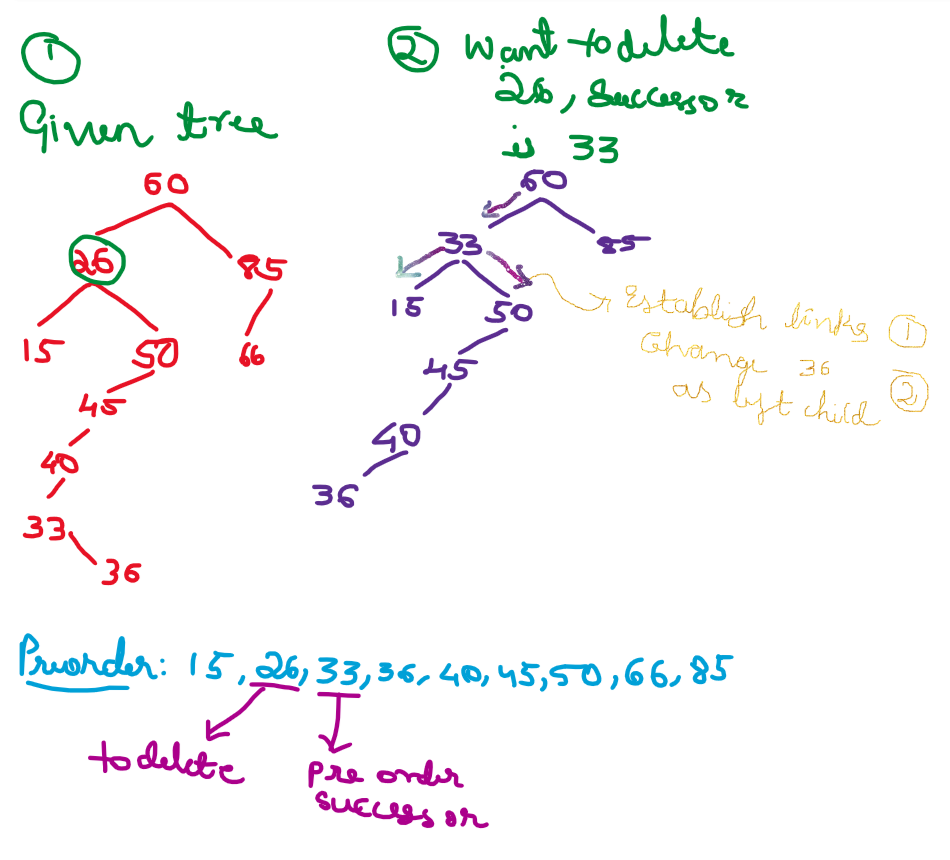 ①
Given tree
60
26 85
15 50 66
45
40
33
36
② Want to delete
26, Successor
is 33
60
33 85
15 50
45
40
36
Establish links ①
Change 36
as left child ②
Preorder: 15, 26, 33, 36, 40, 45, 50, 66, 85
to delete
pre order
successor